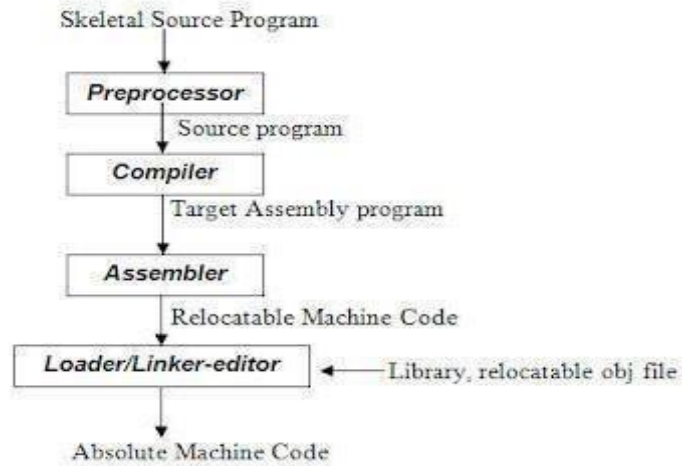 Skeletal Source Program
Preprocessor
Source program
Compiler
Target Assembly program
Assembler
Relocatable Machine Code
Loader/Linker-editor
Library, relocatable obj file
Absolute Machine Code